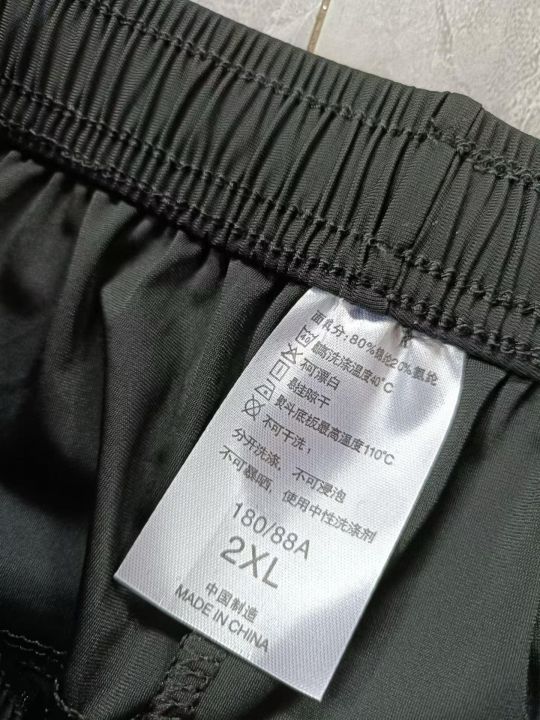 面成分：80%锦纶20%氨纶
最高洗涤温度40°C
不可漂白
悬挂晾干
熨斗底板最高温度110°C
不可干洗！
分开洗涤，不可浸泡
不可暴晒，使用中性洗涤剂
180/88A
2XL
中国制造
MADE IN CHINA